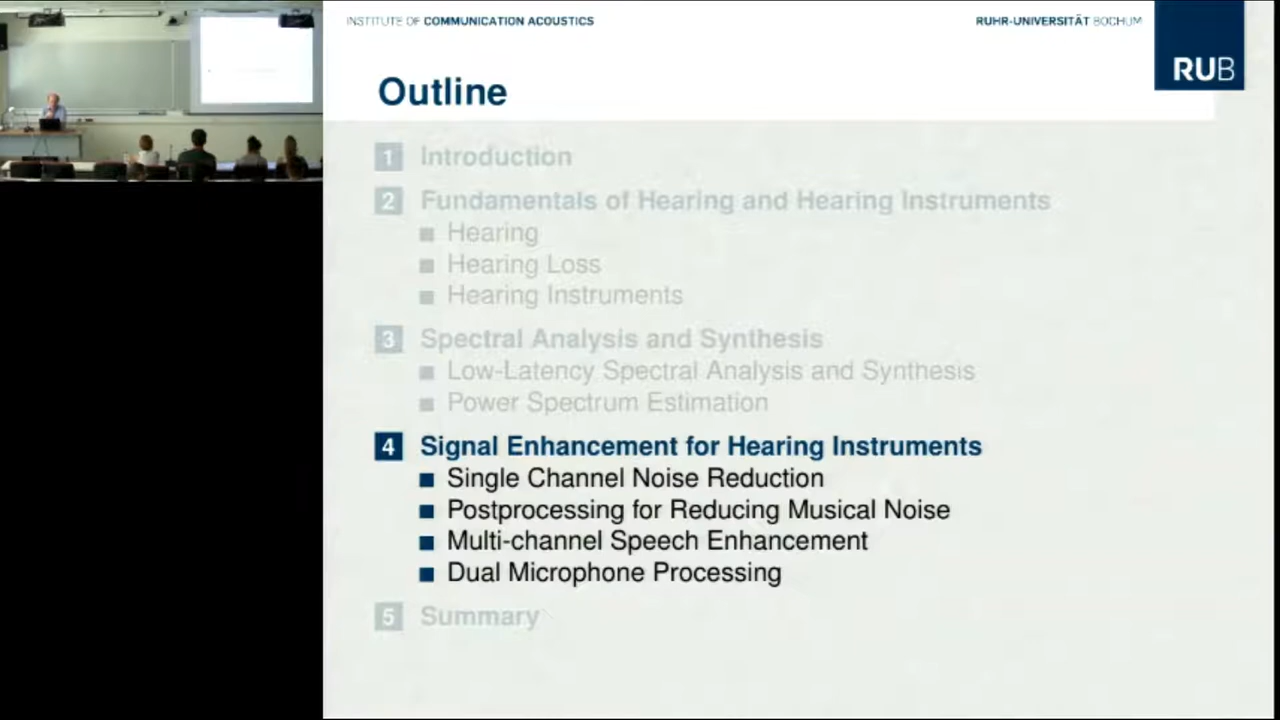 INSTITUTE OF COMMUNICATION ACOUSTICS
RUHR-UNIVERSITÄT BOCHUM
RUB
Outline
1 Introduction
2 Fundamentals of Hearing and Hearing Instruments
Hearing
Hearing Loss
Hearing Instruments
3 Spectral Analysis and Synthesis
Low-Latency Spectral Analysis and Synthesis
Power Spectrum Estimation
4 Signal Enhancement for Hearing Instruments
Single Channel Noise Reduction
Postprocessing for Reducing Musical Noise
Multi-channel Speech Enhancement
Dual Microphone Processing
5 Summary